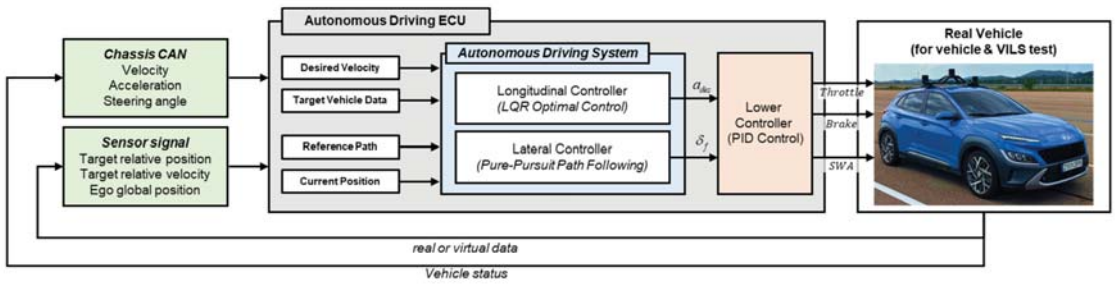 Autonomous Driving ECU
Chassis CAN
Velocity
Acceleration
Steering angle
Sensor signal
Target relative position
Target relative velocity
Ego global position
Desired Velocity
Target Vehicle Data
Reference Path
Current Position
Autonomous Driving System
Longitudinal Controller
(LQR Optimal Control)
Lateral Controller
(Pure-Pursuit Path Following)
a_des
δ_f
Lower
Controller
(PID Control)
Throttle
Brake
SWA
Real Vehicle
(for vehicle & VILS test)
real or virtual data
Vehicle status